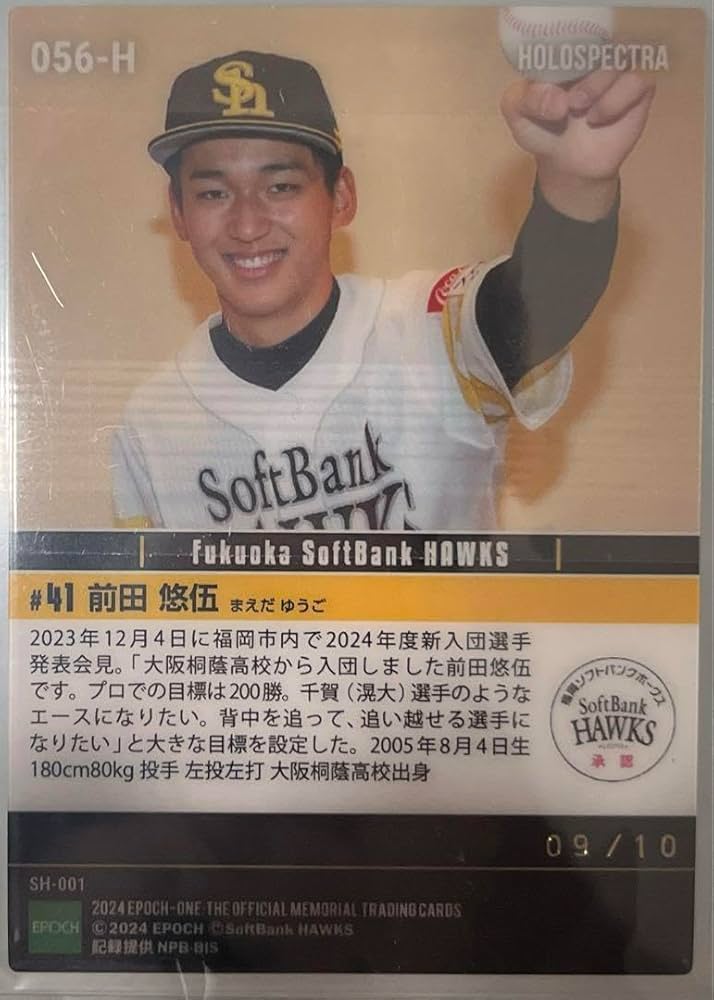 056-H
HOLOSPECTRA
Sh
SoftBank
HAWKS
Fukuoka SoftBank HAWKS
#41 前田 悠伍 まえだ ゆうご
2023年12月4日に福岡市内で2024年度新入団選手
発表会見。「大阪桐蔭高校から入団しました前田悠伍
です。プロでの目標は200勝。千賀（滉大）選手のような
エースになりたい。背中を追って、追い越せる選手に
なりたい」と大きな目標を設定した。2005年8月4日生
180cm80kg 投手 左投左打 大阪桐蔭高校出身
福岡ソフトバンクホークス
SoftBank
HAWKS
承認
09/10
SH-001
EPOCH
2024 EPOCH-ONE THE OFFICIAL MEMORIAL TRADING CARDS
© 2024 EPOCH ©SoftBank HAWKS
記録提供 NPB BIS